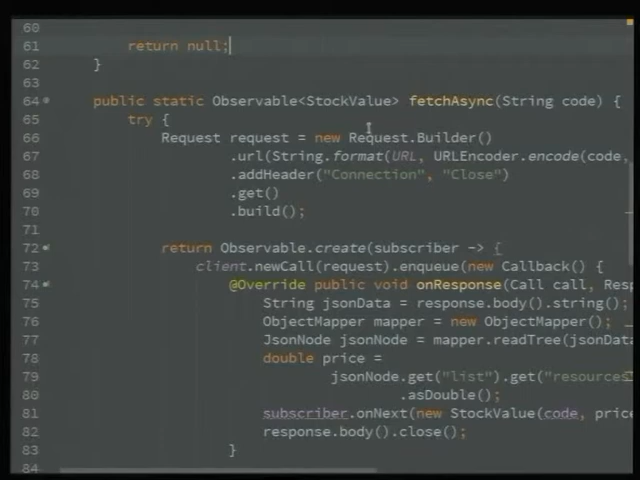 60
61 return null;
62 }
63
64 public static Observable<StockValue> fetchAsync(String code) {
65 try {
66 Request request = new Request.Builder()
67 .url(String.format(URL, URLEncoder.encode(code,
68 .addHeader("Connection", "Close")
69 .get()
70 .build();
71
72 return Observable.create(subscriber -> {
73 client.newCall(request).enqueue(new Callback() {
74 @Override public void onResponse(Call call, Res
75 String jsonData = response.body().string();
76 ObjectMapper mapper = new ObjectMapper();
77 JsonNode jsonNode = mapper.readTree(jsonData
78 double price =
79 jsonNode.get("list").get("resources
80 .asDouble();
81 subscriber.onNext(new StockValue(code, price
82 response.body().close();
83 }
84